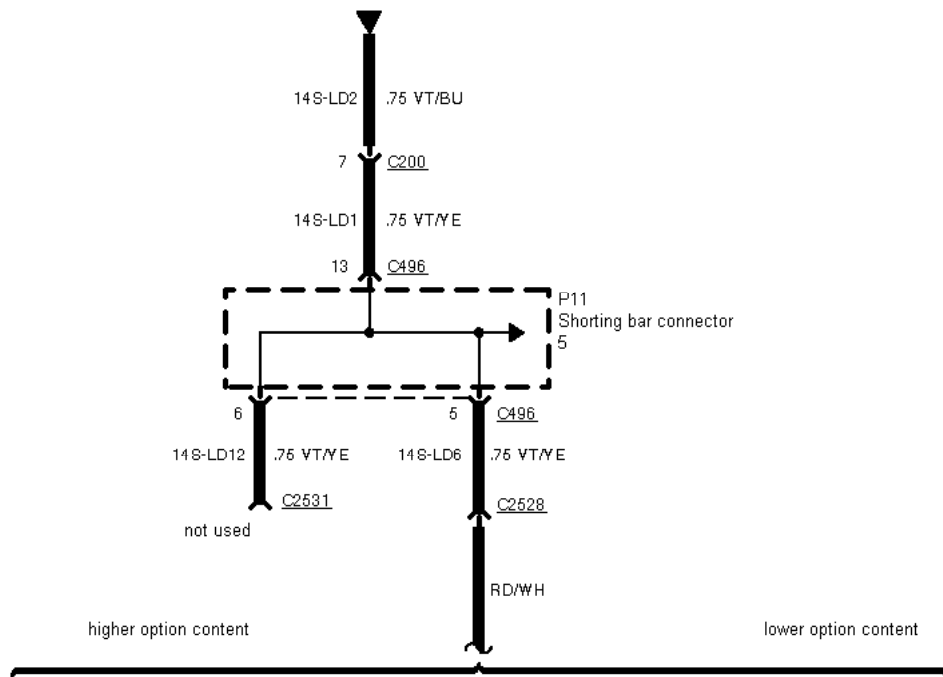 14S-LD2 .75 VT/BU
7 C200
14S-LD1 .75 VT/YE
13 C496
P11
Shorting bar connector
5
6 5 C496
14S-LD12 .75 VT/YE 14S-LD6 .75 VT/YE
C2531 C2528
not used
RD/WH
higher option content lower option content